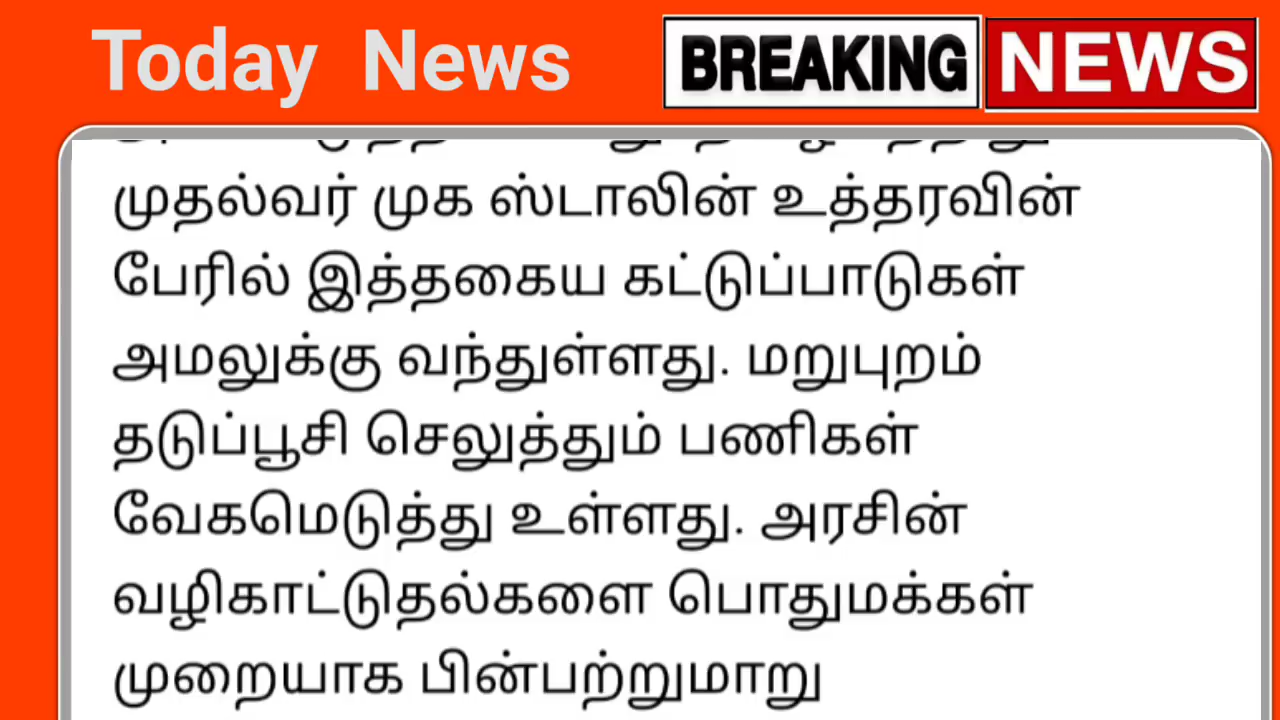 Today News
BREAKING NEWS
முதல்வர் முக ஸ்டாலின் உத்தரவின்
பேரில் இத்தகைய கட்டுப்பாடுகள்
அமலுக்கு வந்துள்ளது. மறுபுறம்
தடுப்பூசி செலுத்தும் பணிகள்
வேகமெடுத்து உள்ளது. அரசின்
வழிகாட்டுதல்களை பொதுமக்கள்
முறையாக பின்பற்றுமாறு